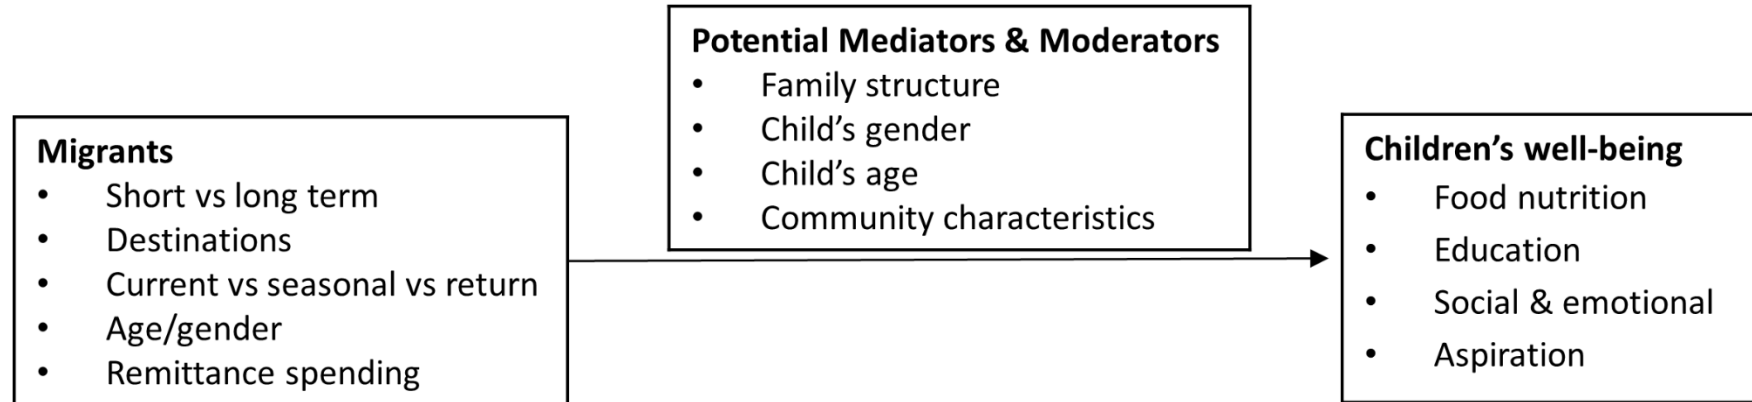 Potential Mediators & Moderators
• Family structure
• Child’s gender
• Child’s age
• Community characteristics
Migrants
• Short vs long term
• Destinations
• Current vs seasonal vs return
• Age/gender
• Remittance spending
Children’s well-being
• Food nutrition
• Education
• Social & emotional
• Aspiration